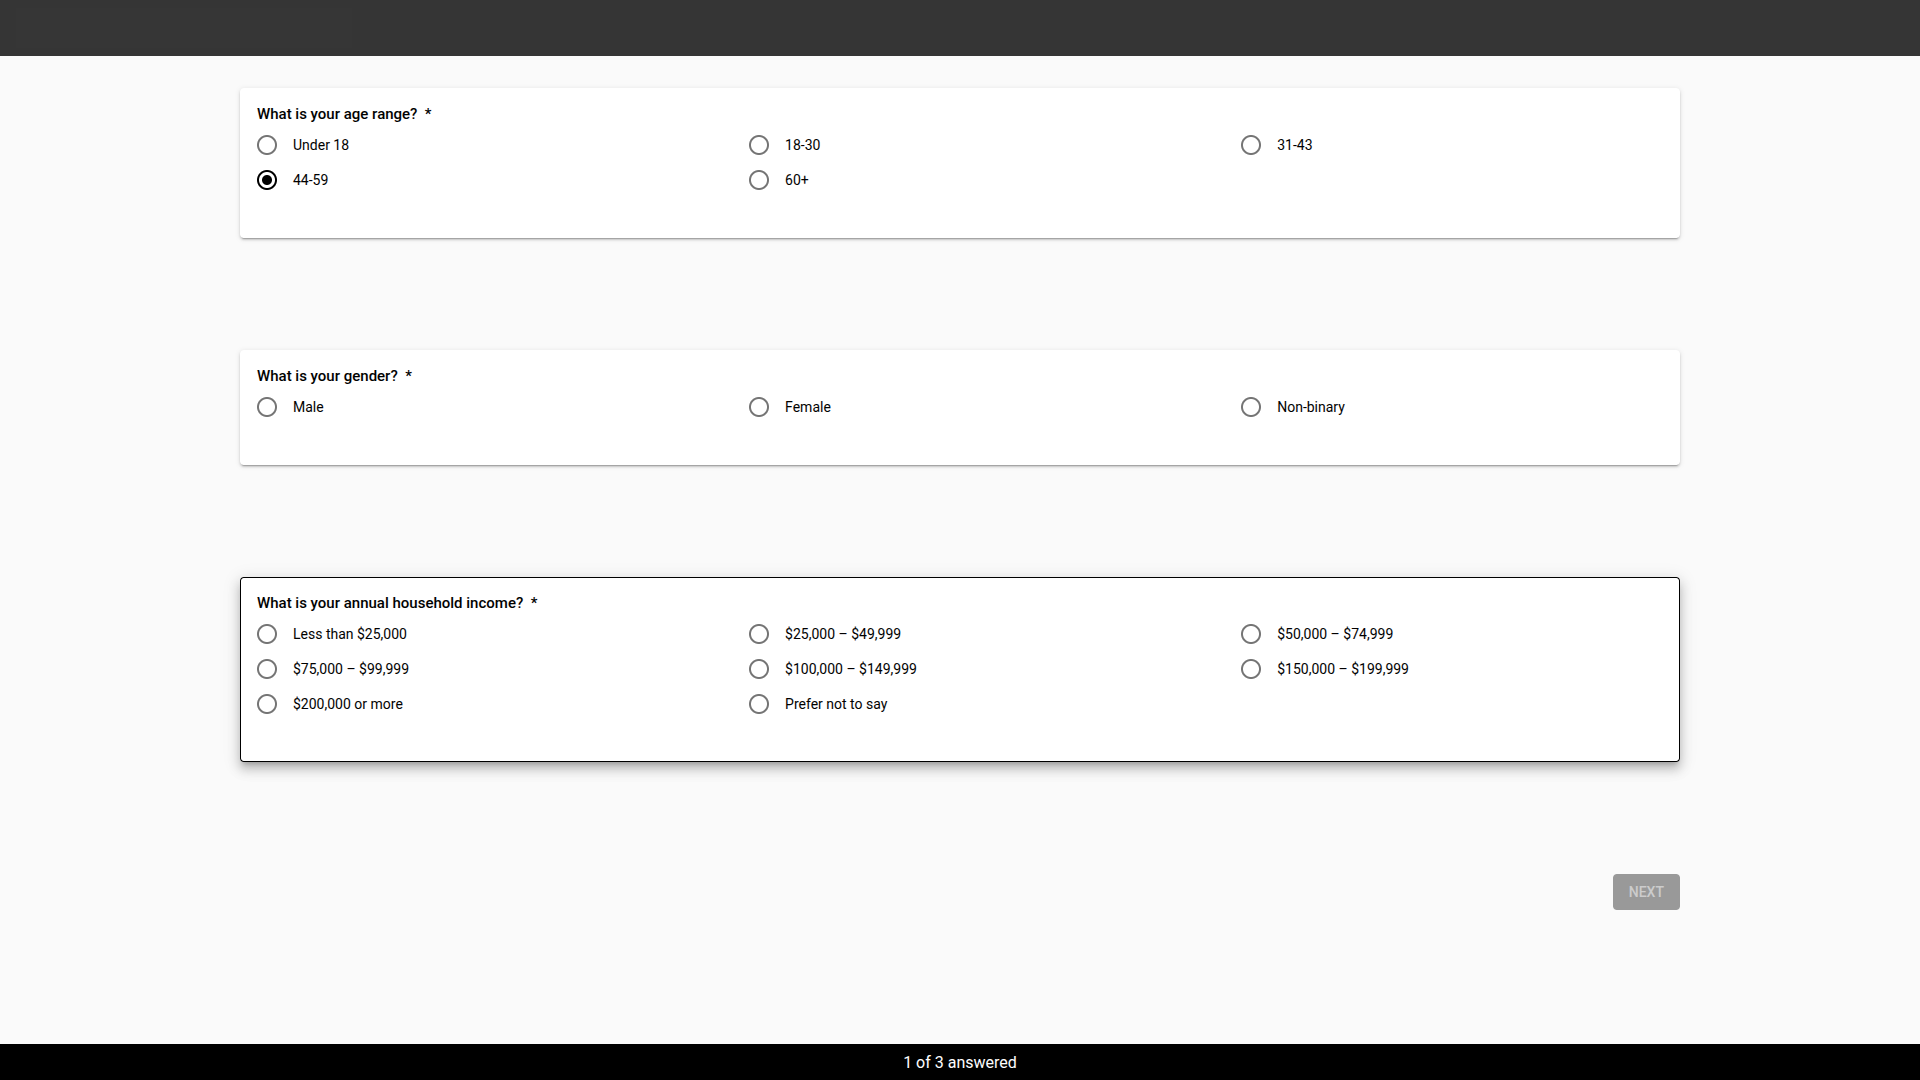 What is your age range? *
Under 18
18-30
31-43
44-59
60+
What is your gender? *
Male
Female
Non-binary
What is your annual household income? *
Less than $25,000
$25,000 – $49,999
$50,000 – $74,999
$75,000 – $99,999
$100,000 – $149,999
$150,000 – $199,999
$200,000 or more
Prefer not to say
NEXT
1 of 3 answered